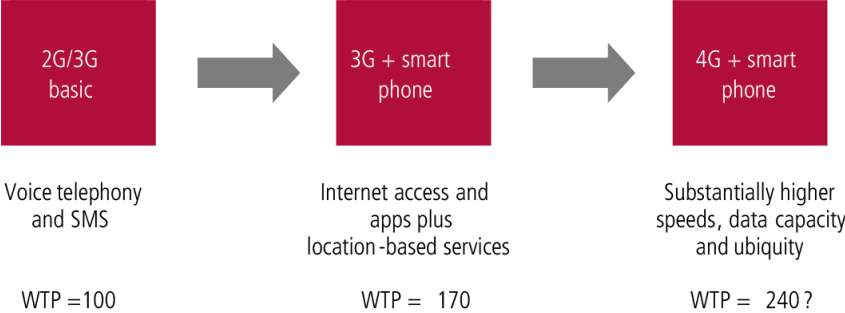 2G/3G
basic
3G + smart
phone
4G + smart
phone
Voice telephony
and SMS
Internet access and
apps plus
location-based services
Substantially higher
speeds, data capacity
and ubiquity
WTP =100
WTP = 170
WTP = 240?